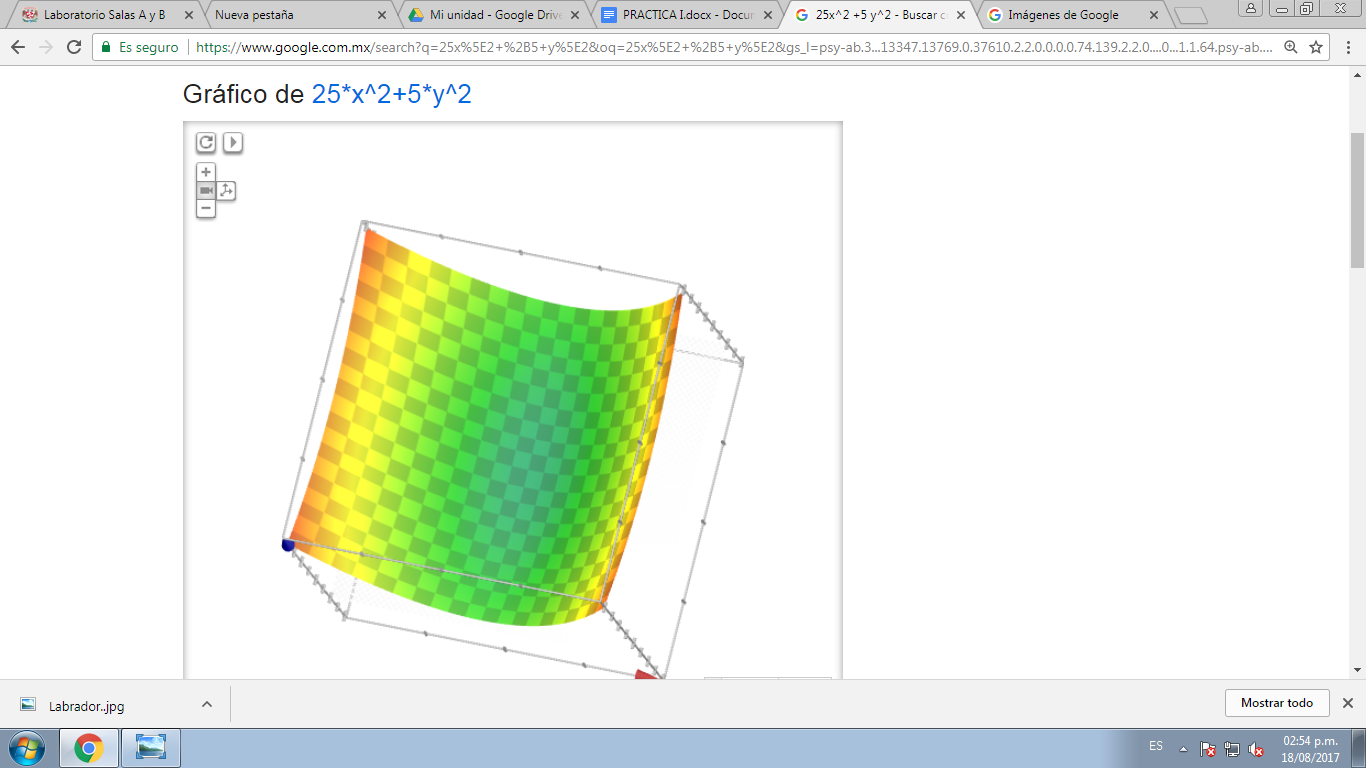 Laboratorio Salas A y B
Nueva pestaña
Mi unidad - Google Drive
PRACTICA I.docx - Docum
25x^2 +5 y^2 - Buscar co
Imágenes de Google
Es seguro
https://www.google.com.mx/search?q=25x%5E2+%2B5+y%5E2&oq=25x%5E2+%2B5+y%5E2&gs_l=psy-ab.3...13347.13769.0.37610.2.2.0.0.0.0.74.139.2.2.0....0...1.1.64.psy-ab....
Gráfico de 25*x^2+5*y^2
Labrador..jpg
Mostrar todo
ES
02:54 p.m.
18/08/2017